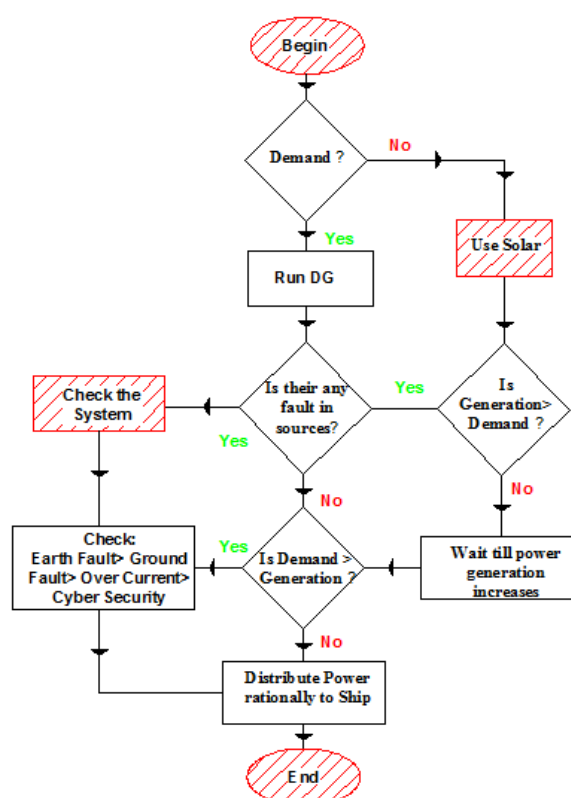 Begin
Demand ?
No
Yes
Use Solar
Run DG
Is their any
fault in
sources?
Yes
Is
Generation>
Demand ?
Check the
System
Yes
No
No
Check:
Earth Fault> Ground
Fault> Over Current>
Cyber Security
Yes
Is Demand >
Generation ?
Wait till power
generation
increases
No
Distribute Power
rationally to Ship
End